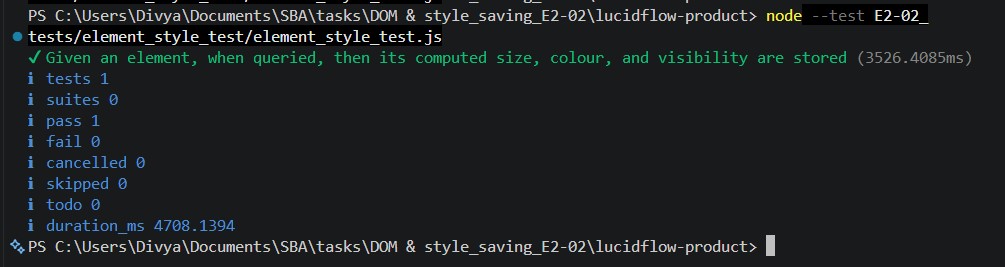 PS C:\Users\Divya\Documents\SBA\tasks\DOM & style_saving_E2-02\lucidflow-product> node --test E2-02_
tests/element_style_test/element_style_test.js
✔ Given an element, when queried, then its computed size, colour, and visibility are stored (3526.4085ms)
ℹ tests 1
ℹ suites 0
ℹ pass 1
ℹ fail 0
ℹ cancelled 0
ℹ skipped 0
ℹ todo 0
ℹ duration_ms 4708.1394
PS C:\Users\Divya\Documents\SBA\tasks\DOM & style_saving_E2-02\lucidflow-product>